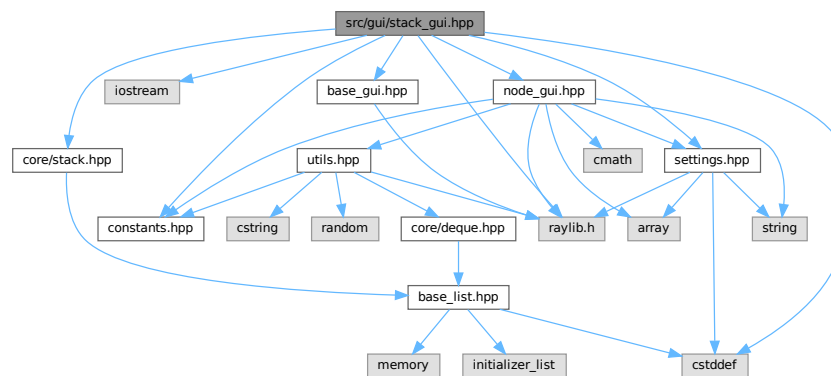 src/gui/stack_gui.hpp
iostream
base_gui.hpp
node_gui.hpp
core/stack.hpp
utils.hpp
cmath
settings.hpp
constants.hpp
cstring
random
core/deque.hpp
raylib.h
array
string
base_list.hpp
memory
initializer_list
cstddef